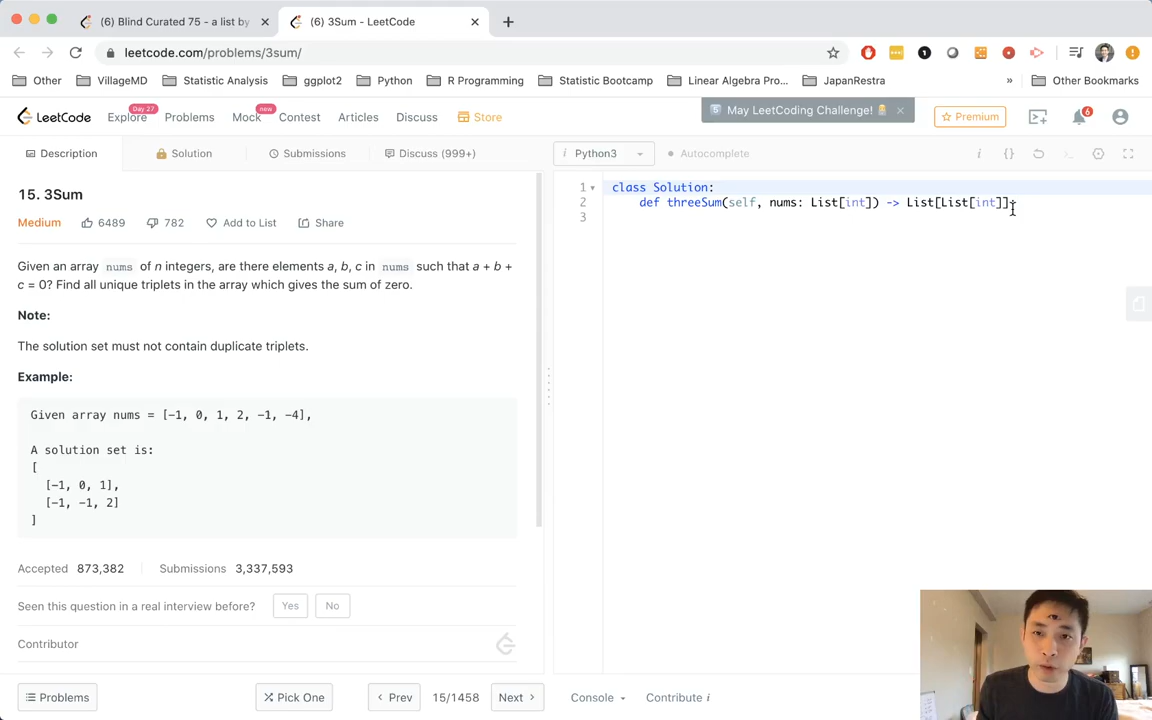 (6) Blind Curated 75 - a list by
(6) 3Sum - LeetCode
leetcode.com/problems/3sum/
Other
VillageMD
Statistic Analysis
ggplot2
Python
R Programming
Statistic Bootcamp
Linear Algebra Pro...
JapanRestra
»
Other Bookmarks
LeetCode
Explore
Day 27
Problems
Mock
new
Contest
Articles
Discuss
Store
May LeetCoding Challenge!
Premium
6
Description
Solution
Submissions
Discuss (999+)
i
Python3
Autocomplete
i
{}
15. 3Sum
Medium
6489
782
Add to List
Share
Given an array nums of n integers, are there elements a, b, c in nums such that a + b +
c = 0? Find all unique triplets in the array which gives the sum of zero.
Note:
The solution set must not contain duplicate triplets.
Example:
Given array nums = [-1, 0, 1, 2, -1, -4],
A solution set is:
[
[-1, 0, 1],
[-1, -1, 2]
]
Accepted 873,382
Submissions 3,337,593
Seen this question in a real interview before?
Yes
No
Contributor
1 class Solution:
2 def threeSum(self, nums: List[int]) -> List[List[int]]:
3
Problems
Pick One
Prev
15/1458
Next
Console
Contribute i